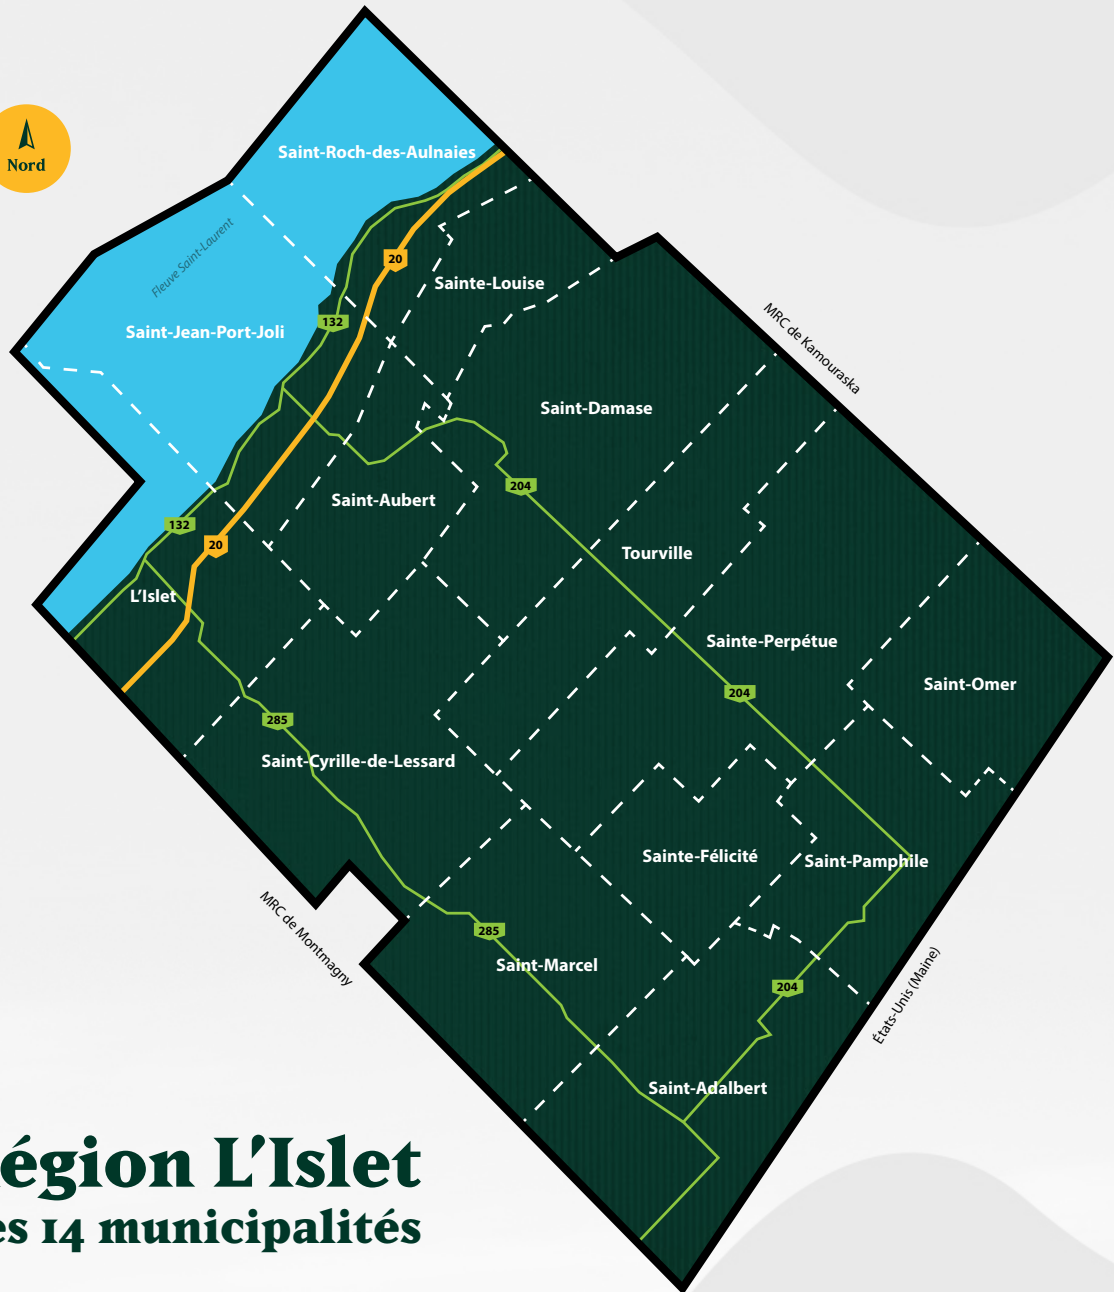 Nord
Saint-Roch-des-Aulnaies
Fleuve Saint-Laurent
20
Sainte-Louise
132
Saint-Jean-Port-Joli
MRC de Kamouraska
Saint-Damase
204
Saint-Aubert
132
20
Tourville
L'Islet
Sainte-Perpétue
Saint-Omer
204
285
Saint-Cyrille-de-Lessard
Sainte-Félicité
Saint-Pamphile
MRC de Montmagny
285
Saint-Marcel
204
États-Unis (Maine)
Saint-Adalbert
égion L'Islet
es 14 municipalités